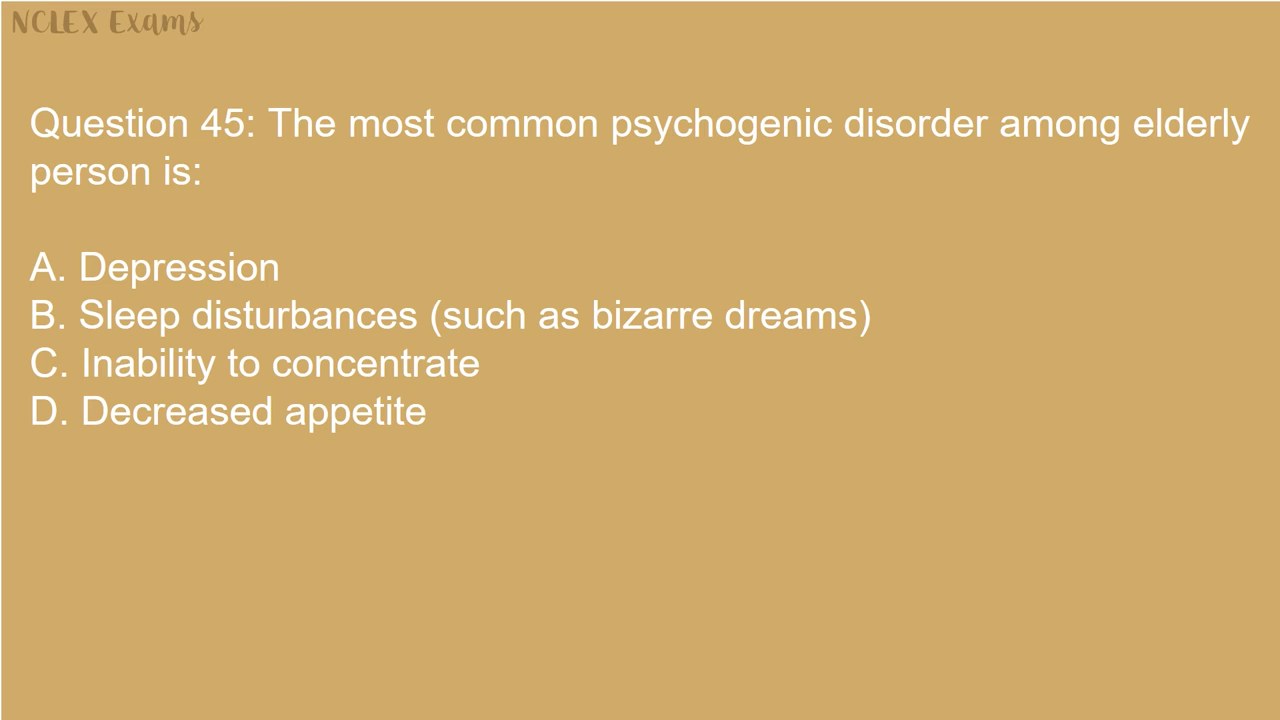 NCLEX Exams
Question 45: The most common psychogenic disorder among elderly
person is:
A. Depression
B. Sleep disturbances (such as bizarre dreams)
C. Inability to concentrate
D. Decreased appetite